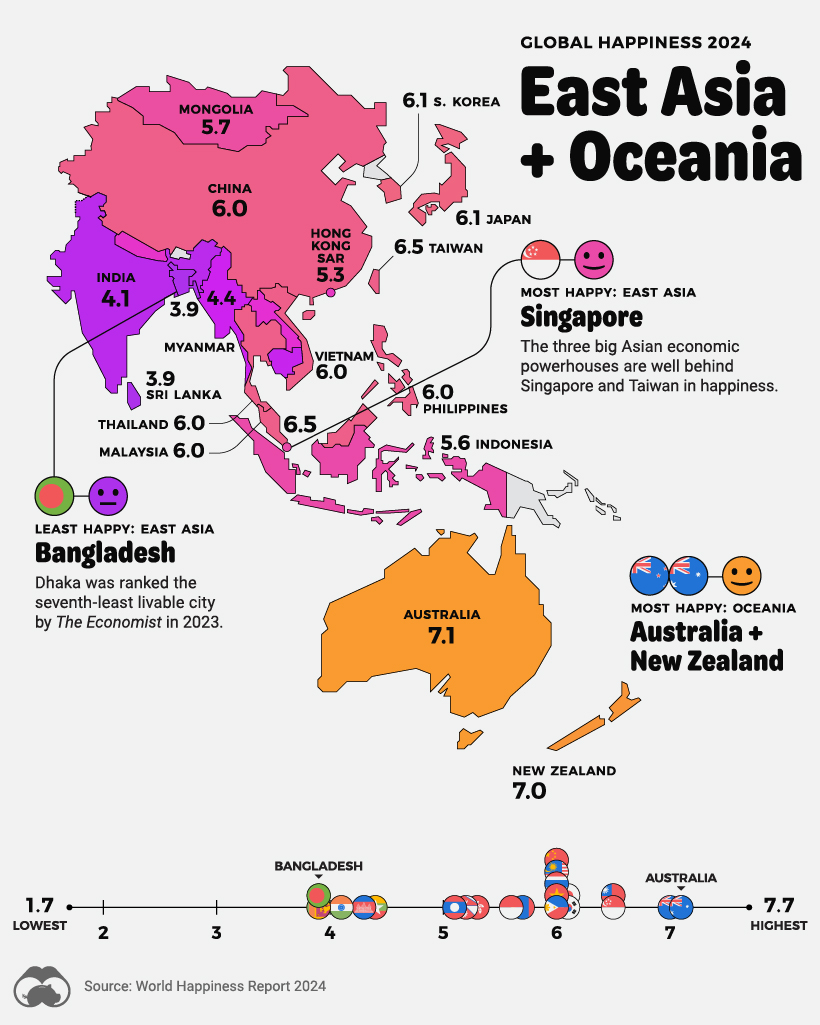 GLOBAL HAPPINESS 2024
East Asia
+ Oceania
MONGOLIA
5.7
6.1 S. KOREA
CHINA
6.0
6.1 JAPAN
HONG
KONG
SAR
5.3
6.5 TAIWAN
INDIA
4.1
3.9
4.4
MYANMAR
MOST HAPPY: EAST ASIA
Singapore
The three big Asian economic
powerhouses are well behind
Singapore and Taiwan in happiness.
VIETNAM
6.0
3.9
SRI LANKA
6.0
PHILIPPINES
THAILAND 6.0
6.5
MALAYSIA 6.0
5.6 INDONESIA
LEAST HAPPY: EAST ASIA
Bangladesh
Dhaka was ranked the
seventh-least livable city
by The Economist in 2023.
AUSTRALIA
7.1
MOST HAPPY: OCEANIA
Australia +
New Zealand
NEW ZEALAND
7.0
BANGLADESH
AUSTRALIA
1.7
LOWEST
2
3
4
5
6
7
7.7
HIGHEST
Source: World Happiness Report 2024